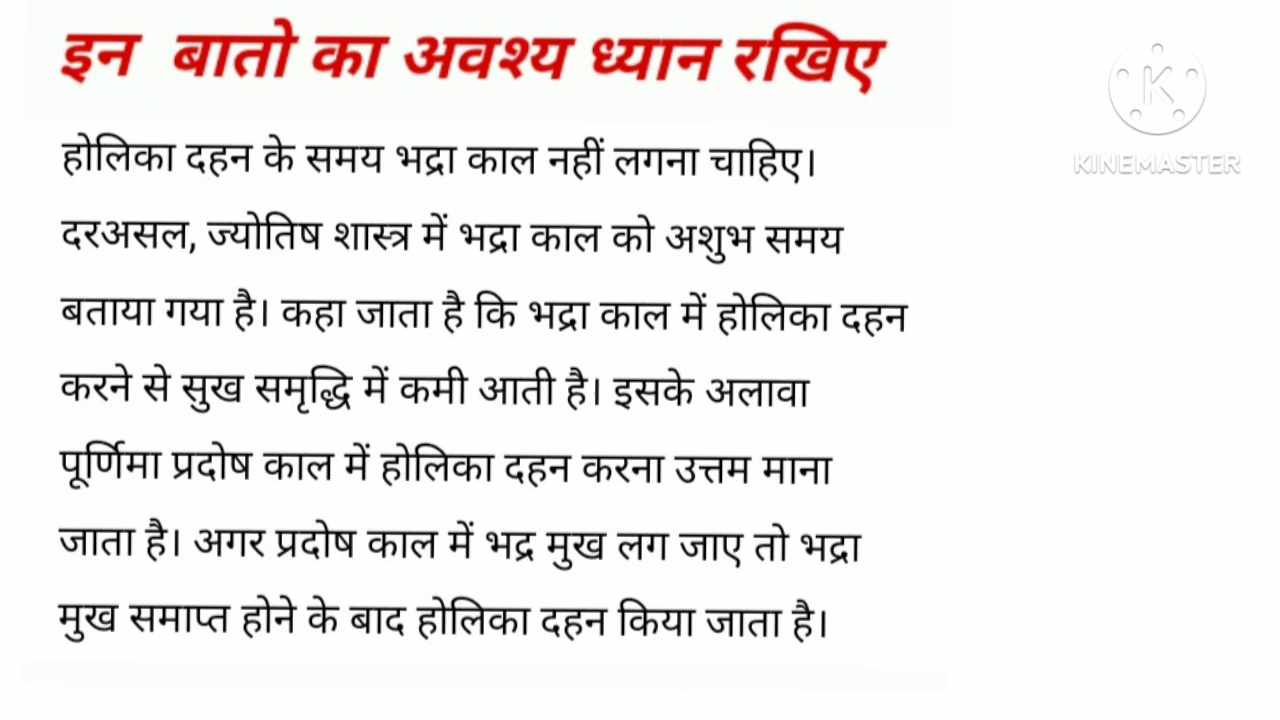 इन बातो का अवश्य ध्यान रखिए
होलिका दहन के समय भद्रा काल नहीं लगना चाहिए।
दरअसल, ज्योतिष शास्त्र में भद्रा काल को अशुभ समय
बताया गया है। कहा जाता है कि भद्रा काल में होलिका दहन
करने से सुख समृद्धि में कमी आती है। इसके अलावा
पूर्णिमा प्रदोष काल में होलिका दहन करना उत्तम माना
जाता है। अगर प्रदोष काल में भद्र मुख लग जाए तो भद्रा
मुख समाप्त होने के बाद होलिका दहन किया जाता है।
K
KINEMASTER